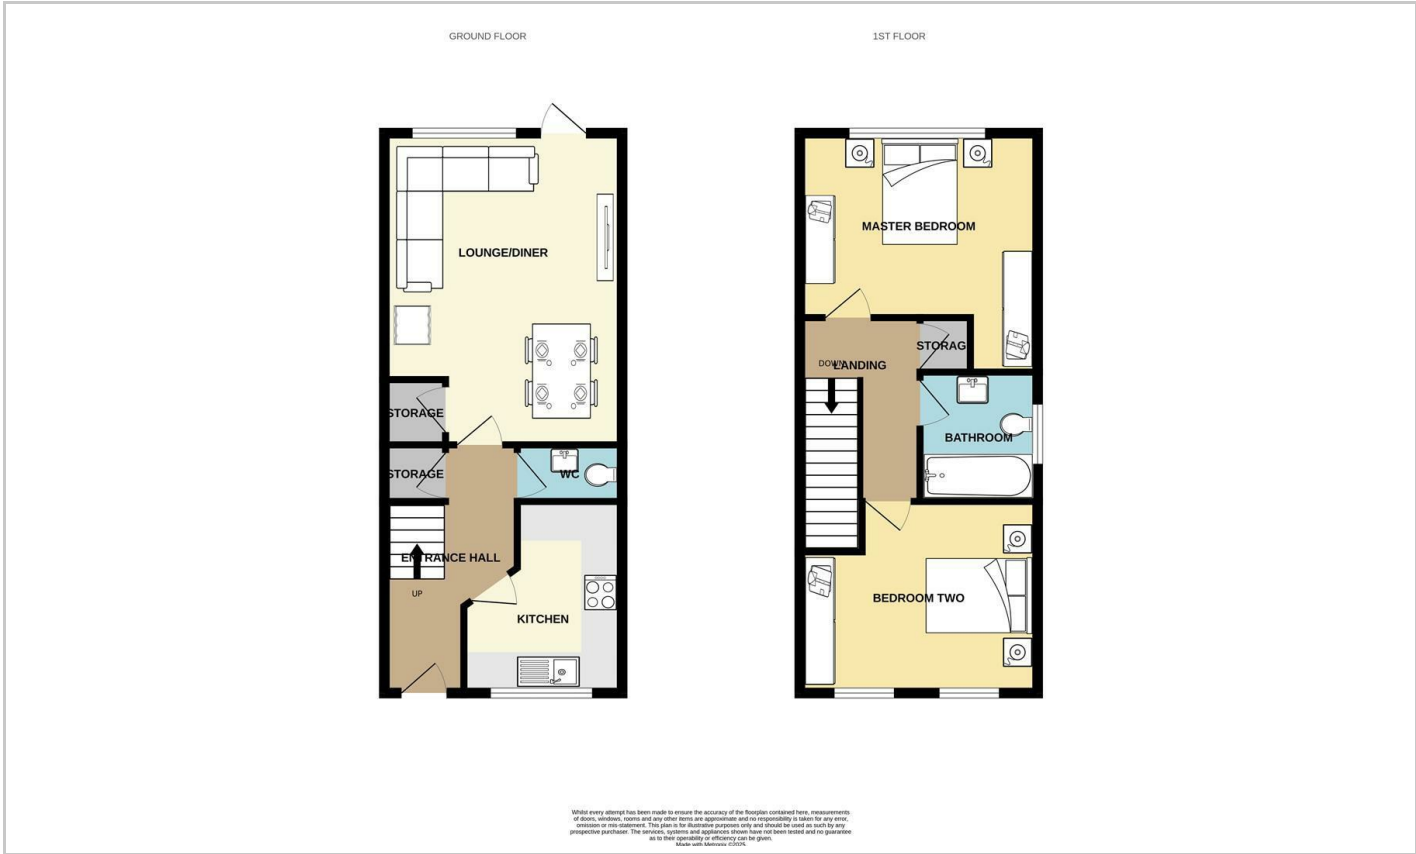 GROUND FLOOR
1ST FLOOR
LOUNGE/DINER
STORAGE
STORAGE
WC
ENTRANCE HALL
UP
KITCHEN
MASTER BEDROOM
STORAG
DOWN
LANDING
BATHROOM
BEDROOM TWO
Whilst every attempt has been made to ensure the accuracy of the floorplan contained here, measurements
of doors, windows, rooms and any other items are approximate and no responsibility is taken for any error,
omission or mis-statement. This plan is for illustrative purposes only and should be used as such by any
prospective purchaser. The services, systems and appliances shown have not been tested and no guarantee
as to their operability or efficiency can be given.
Made with Metropix ©2025